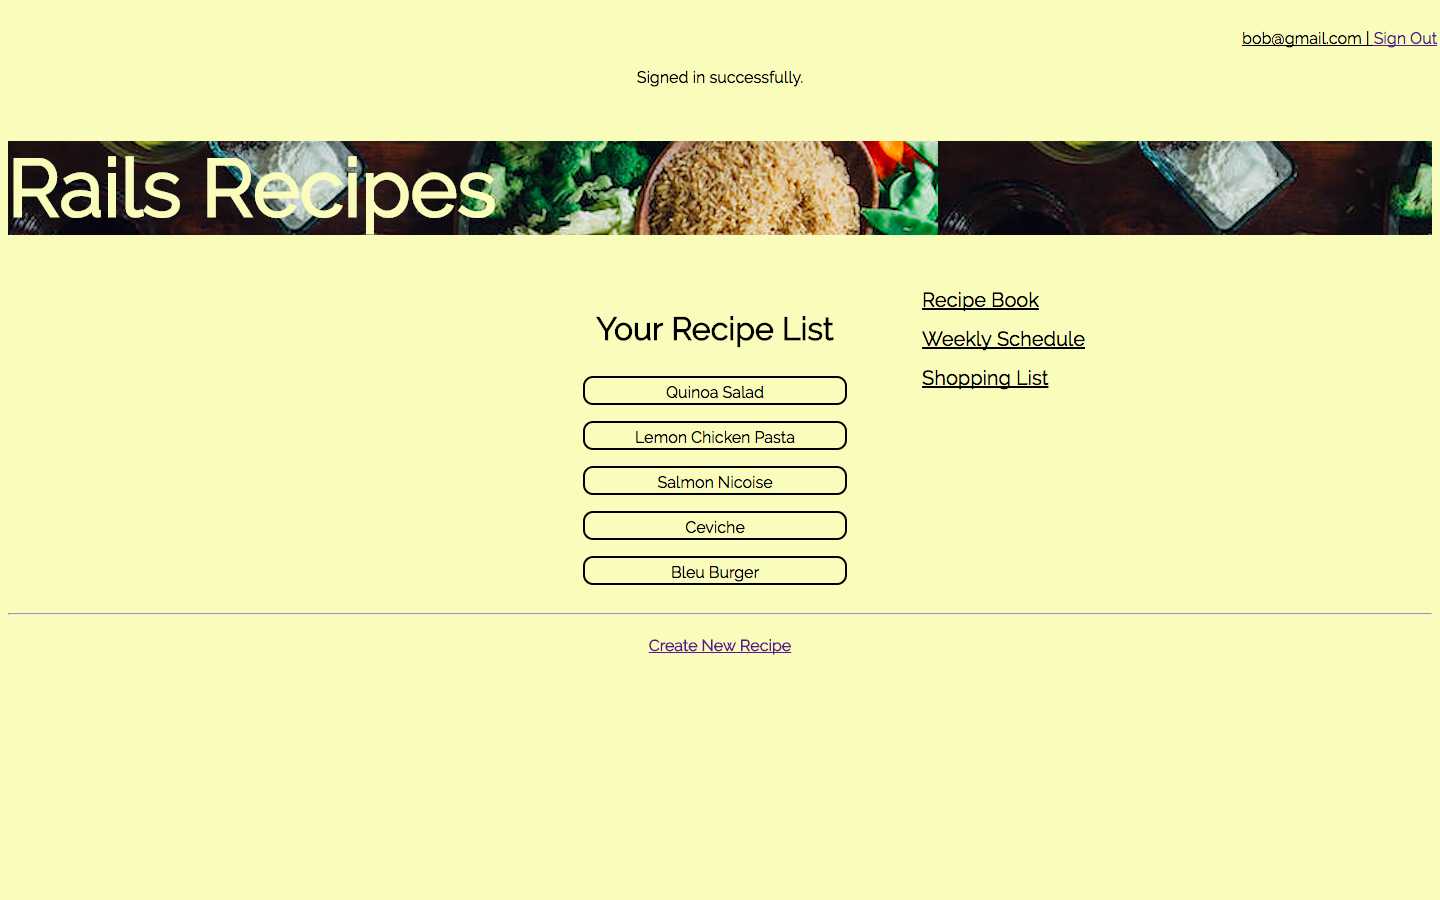 bob@gmail.com | Sign Out
Signed in successfully.
Rails Recipes
Recipe Book
Weekly Schedule
Shopping List
Your Recipe List
Quinoa Salad
Lemon Chicken Pasta
Salmon Nicoise
Ceviche
Bleu Burger
Create New Recipe